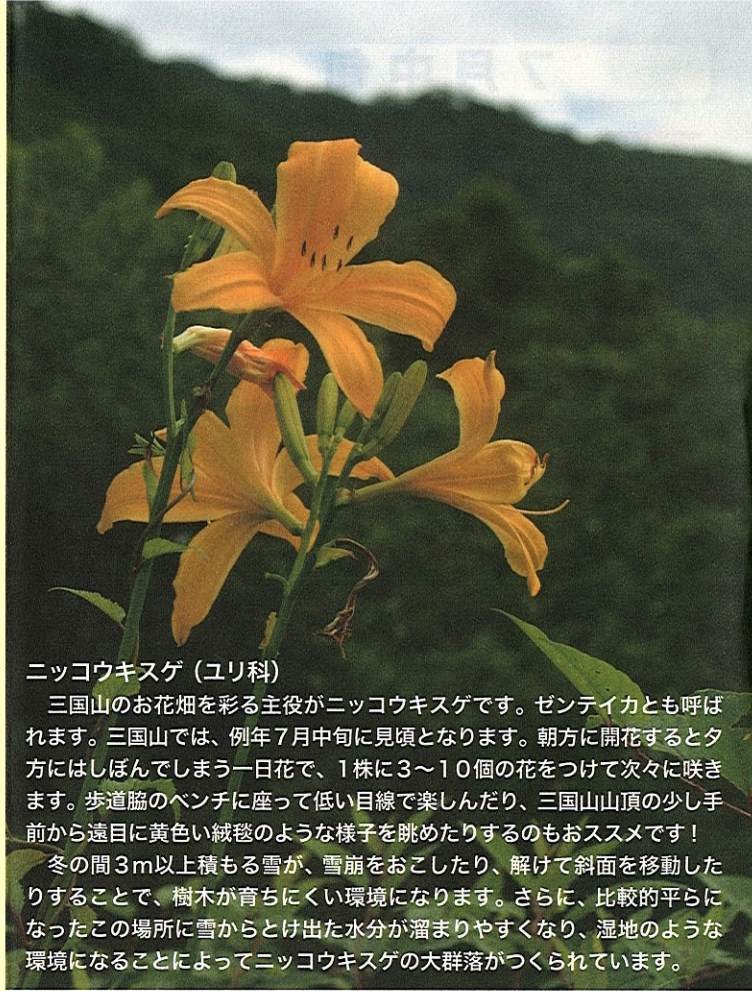 ニッコウキスゲ（ユリ科）
　三国山のお花畑を彩る主役がニッコウキスゲです。ゼンテイカとも呼ば
れます。三国山では、例年７月中旬に見頃となります。朝方に開花すると夕
方にはしぼんでしまう一日花で、１株に３～１０個の花をつけて次々に咲き
ます。歩道脇のベンチに座って低い目線で楽しんだり、三国山山頂の少し手
前から遠目に黄色い絨毯のような様子を眺めたりするのもおススメです！
　冬の間３ｍ以上積もる雪が、雪崩をおこしたり、解けて斜面を移動した
りすることで、樹木が育ちにくい環境になります。さらに、比較的平らに
なったこの場所に雪からとけ出た水分が溜まりやすくなり、湿地のような
環境になることによってニッコウキスゲの大群落がつくられています。